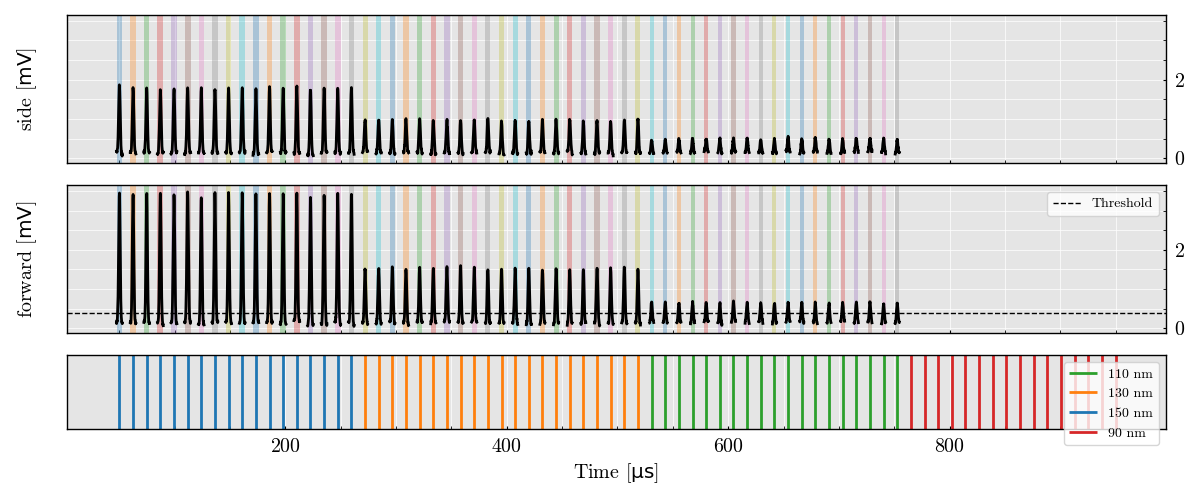 side [mV]
2
0
forward [mV]
Threshold
2
0
110 nm
130 nm
150 nm
90 nm
200
400
600
800
Time [µs]